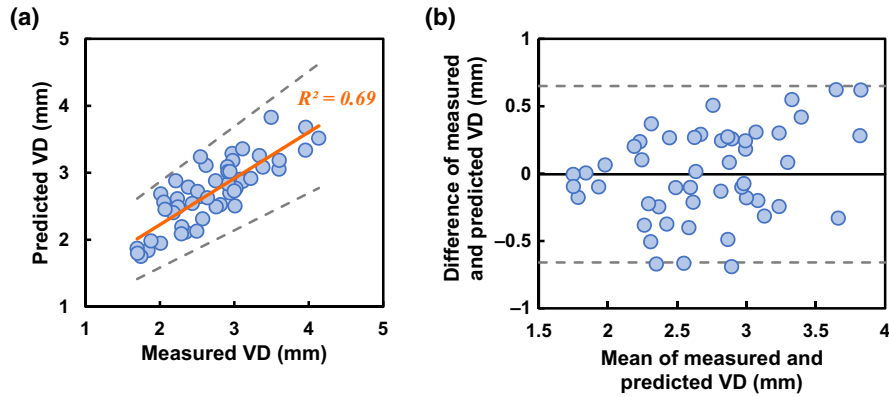 (a)
5
4
3
2
1
Predicted VD (mm)
R² = 0.69
1 2 3 4 5
Measured VD (mm)
(b)
1
0.5
0
–0.5
–1
Difference of measured
and predicted VD (mm)
1.5 2 2.5 3 3.5 4
Mean of measured and
predicted VD (mm)